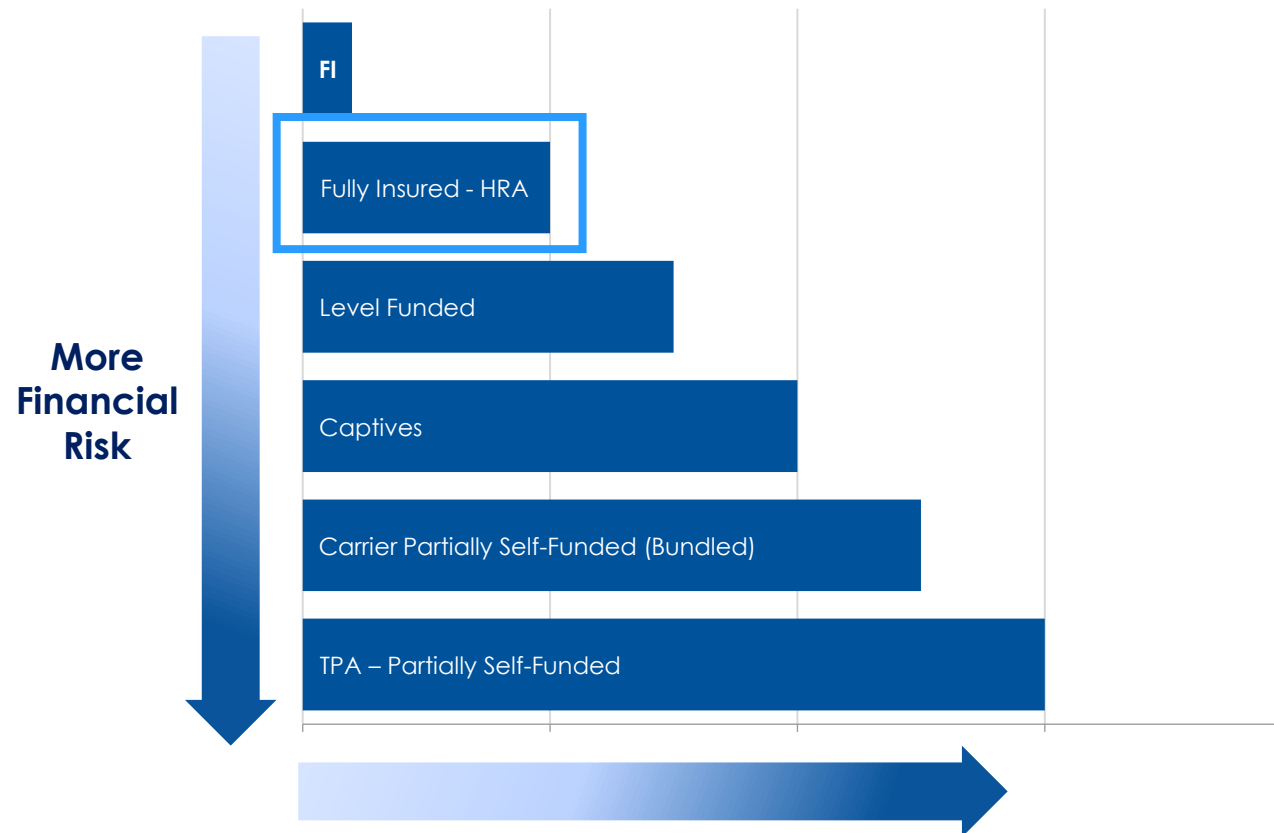 FI
Fully Insured - HRA
Level Funded
More
Financial
Risk
Captives
Carrier Partially Self-Funded (Bundled)
TPA – Partially Self-Funded